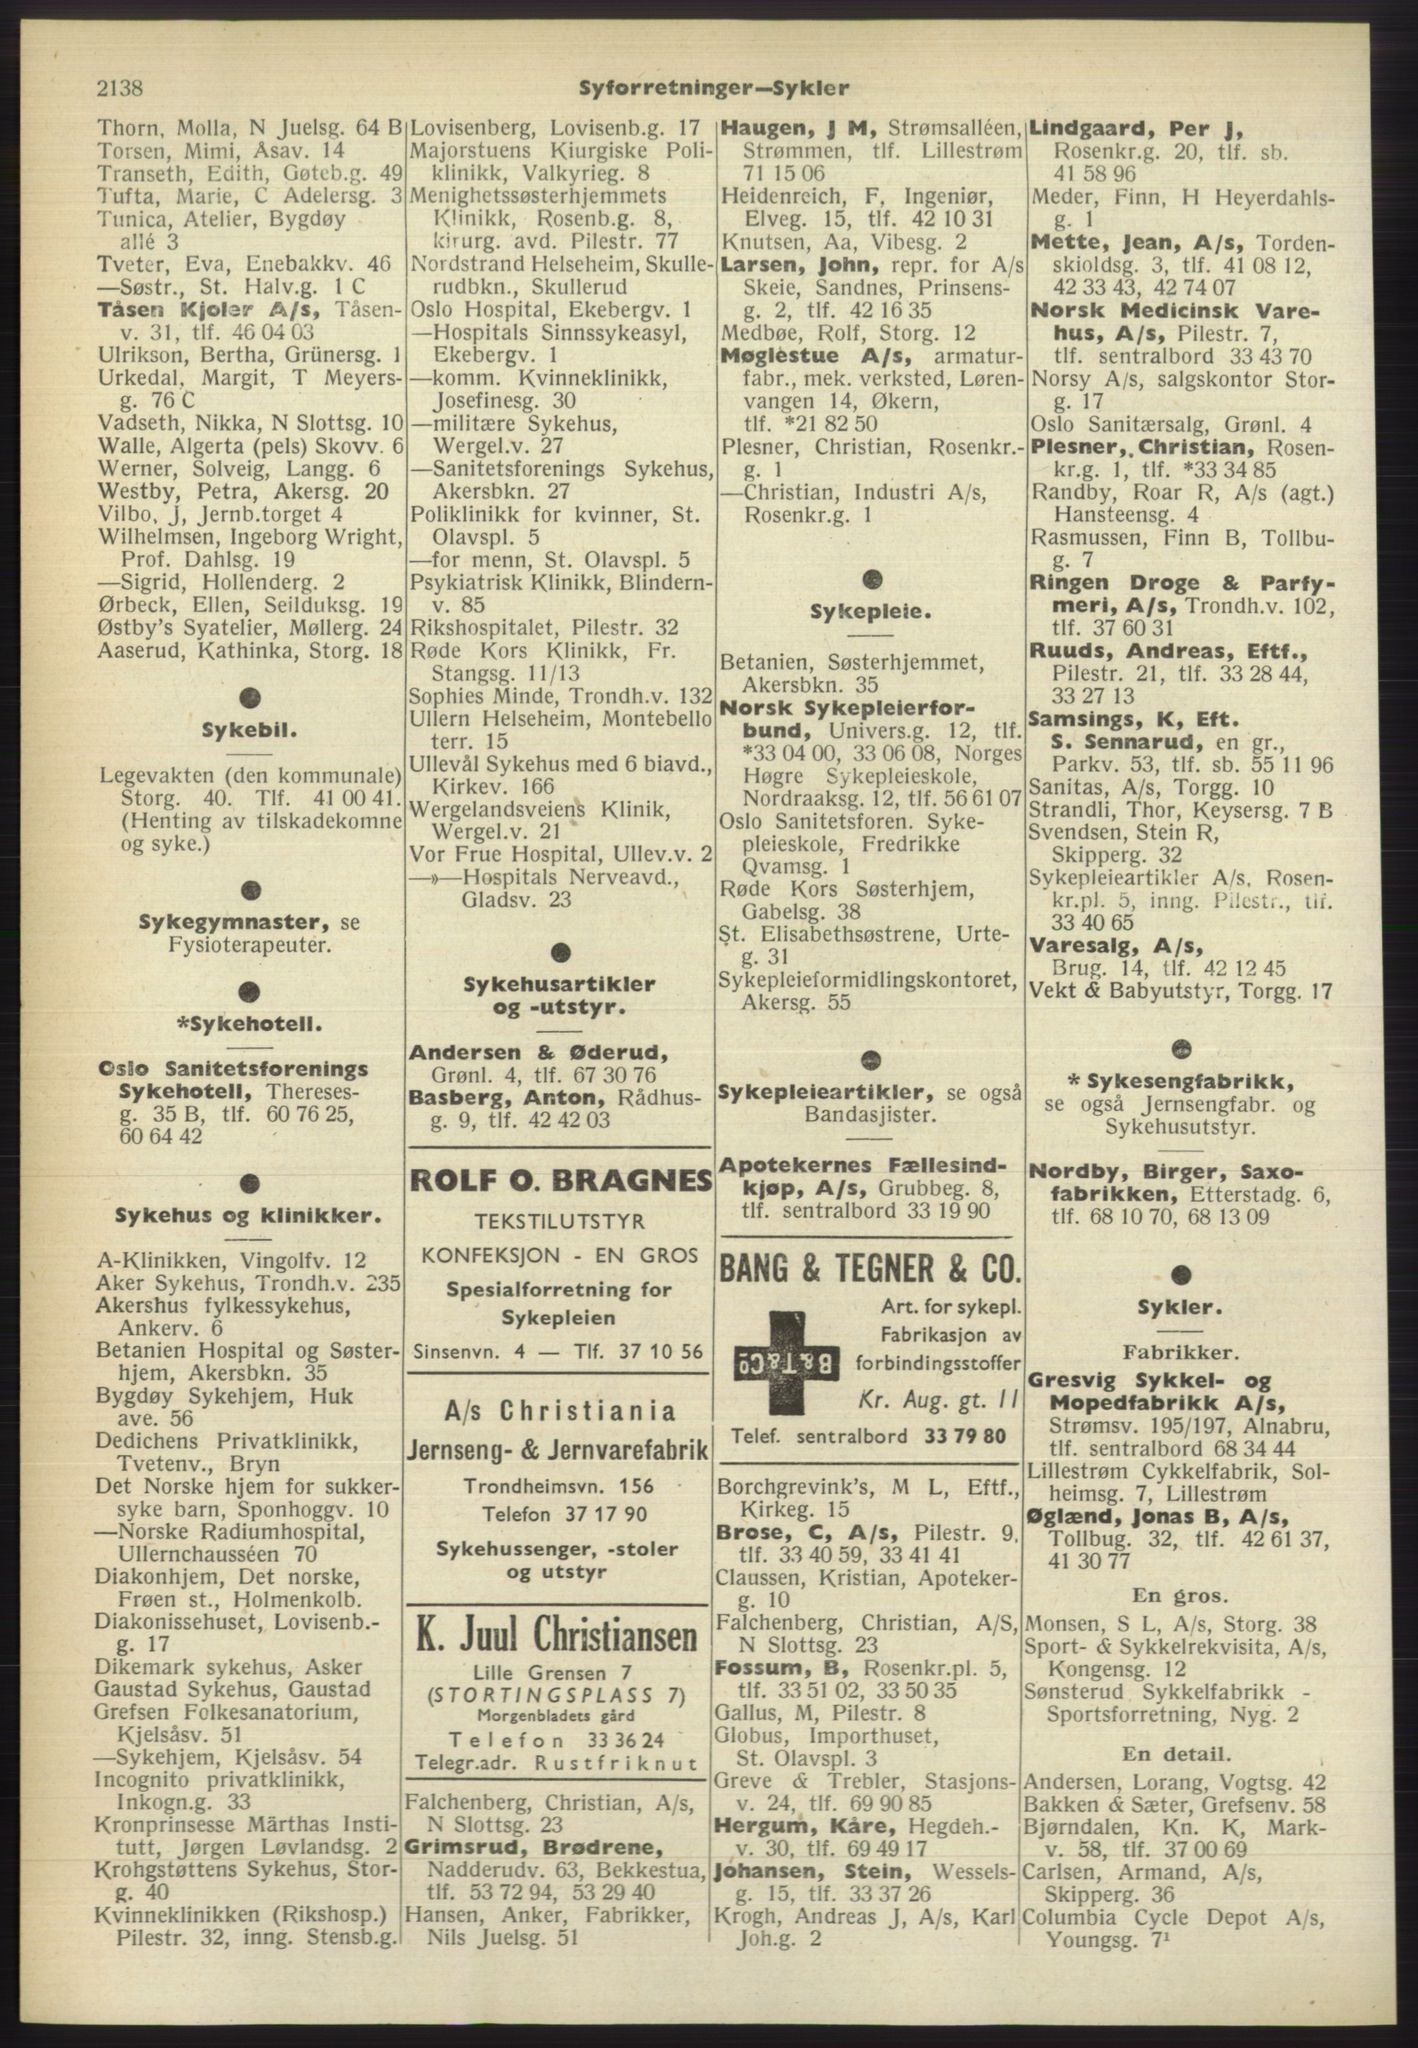 2138
Syforretninger—Sykler
Thorn, Molla, N Juelsg. 64 B
Torsen, Mimi, Åsav. 14
Transeth, Edith, Gøteb.g. 49
Tufta, Marie, C Adelersg. 3
Tunica, Atelier, Bygdøy
allé 3
Tveter, Eva, Enebakkv. 46
—Søstr., St. Halv.g. 1 C
Tåsen Kjoler A/s, Tåsen-
v. 31, tlf. 46 04 03
Ulrikson, Bertha, Grünersg. 1
Urkedal, Margit, T Meyers-
g. 76 C
Vadseth, Nikka, N Slottsg. 10
Walle, Algerta (pels) Skovv. 6
Werner, Solveig, Langg. 6
Westby, Petra, Akersg. 20
Vilbo, J, Jernb.torget 4
Wilhelmsen, Ingeborg Wright,
Prof. Dahlsg. 19
—Sigrid, Hollenderg. 2
Ørbeck, Ellen, Seilduksg. 19
Østby's Syatelier, Møllerg. 24
Aaserud, Kathinka, Storg. 18
Sykebil.
Legevakten (den kommunale)
Storg. 40. Tlf. 41 00 41.
(Henting av tilskadekomne
og syke.)
Sykegymnaster, se
Fysioterapeuter.
*Sykehotell.
Oslo Sanitetsforenings
Sykehotell, Thereses-
g. 35 B, tlf. 60 76 25,
60 64 42
Sykehus og klinikker.
A-Klinikken, Vingolfv. 12
Aker Sykehus, Trondh.v. 235
Akershus fylkessykehus,
Ankerv. 6
Betanien Hospital og Søster-
hjem, Akersbkn. 35
Bygdøy Sykehjem, Huk
ave. 56
Dedichens Privatklinikk,
Tvetenv., Bryn
Det Norske hjem for sukker-
syke barn, Sponhoggv. 10
—Norske Radiumhospital,
Ullernchausséen 70
Diakonhjem, Det norske,
Frøen st., Holmenkolb.
Diakonissehuset, Lovisenb.-
g. 17
Dikemark sykehus, Asker
Gaustad Sykehus, Gaustad
Grefsen Folkesanatorium,
Kjelsåsv. 51
—Sykehjem, Kjelsåsv. 54
Incognito privatklinikk,
Inkogn.g. 33
Kronprinsesse Märthas Insti-
tutt, Jørgen Løvlandsg. 2
Krohgstøttens Sykehus, Stor-
g. 40
Kvinneklinikken (Rikshosp.)
Pilestr. 32, inng. Stensb.g.
Lovisenberg, Lovisenb.g. 17
Majorstuens Kiurgiske Poli-
klinikk, Valkyrieg. 8
Menighetssøsterhjemmets
Klinikk, Rosenb.g. 8,
kirurg. avd. Pilestr. 77
Nordstrand Helseheim, Skulle-
rudbkn., Skullerud
Oslo Hospital, Ekebergv. 1
—Hospitals Sinnssykeasyl,
Ekebergv. 1
—komm. Kvinneklinikk,
Josefinesg. 30
—militære Sykehus,
Wergel.v. 27
—Sanitetsforenings Sykehus,
Akersbkn. 27
Poliklinikk for kvinner, St.
Olavspl. 5
—for menn, St. Olavspl. 5
Psykiatrisk Klinikk, Blindern-
v. 85
Rikshospitalet, Pilestr. 32
Røde Kors Klinikk, Fr.
Stangsg. 11/13
Sophies Minde, Trondh.v. 132
Ullern Helseheim, Montebello
terr. 15
Ullevål Sykehus med 6 biavd.,
Kirkev. 166
Wergelandsveiens Klinik,
Wergel.v. 21
Vor Frue Hospital, Ullev.v. 2
—»—Hospitals Nerveavd.,
Gladsv. 23
Sykehusartikler
og -utstyr.
Andersen & Øderud,
Grønl. 4, tlf. 67 30 76
Basberg, Anton, Rådhus-
g. 9, tlf. 42 42 03
ROLF O. BRAGNES
TEKSTILUTSTYR
KONFEKSJON - EN GROS
Spesialforretning for
Sykepleien
Sinsenvn. 4 — Tlf. 37 10 56
A/s Christiania
Jernseng- & Jernvarefabrik
Trondheimsvn. 156
Telefon 37 17 90
Sykehussenger, -stoler
og utstyr
K. Juul Christiansen
Lille Grensen 7
(STORTINGSPLASS 7)
Morgenbladets gård
Telefon 33 36 24
Telegr.adr. Rustfriknut
Falchenberg, Christian, A/s,
N Slottsg. 23
Grimsrud, Brødrene,
Nadderudv. 63, Bekkestua,
tlf. 53 72 94, 53 29 40
Hansen, Anker, Fabrikker,
Nils Juelsg. 51
Haugen, J M, Strømsalléen,
Strømmen, tlf. Lillestrøm
71 15 06
Heidenreich, F, Ingeniør,
Elveg. 15, tlf. 42 10 31
Knutsen, Aa, Vibesg. 2
Larsen, John, repr. for A/s
Skeie, Sandnes, Prinsens-
g. 2, tlf. 42 16 35
Medbøe, Rolf, Storg. 12
Møglestue A/s, armatur-
fabr., mek. verksted, Løren-
vangen 14, Økern,
tlf. *21 82 50
Plesner, Christian, Rosenkr.-
g. 1
—Christian, Industri A/s,
Rosenkr.g. 1
Sykepleie.
Betanien, Søsterhjemmet,
Akersbkn. 35
Norsk Sykepleierfor-
bund, Univers.g. 12, tlf.
*33 04 00, 33 06 08, Norges
Høgre Sykepleieskole,
Nordraaksg. 12, tlf. 56 61 07
Oslo Sanitetsforen. Syke-
pleieskole, Fredrikke
Qvamsg. 1
Røde Kors Søsterhjem,
Gabelsg. 38
St. Elisabethsøstrene, Urte-
g. 31
Sykepleieformidlingskontoret,
Akersg. 55
Sykepleieartikler, se også
Bandasjister.
Apotekernes Fællesind-
kjøp, A/s, Grubbeg. 8,
tlf. sentralbord 33 19 90
BANG & TEGNER & CO.
B&T&Co
Art. for sykepl.
Fabrikasjon av
forbindingsstoffer
Kr. Aug. gt. 11
Telef. sentralbord 33 79 80
Borchgrevink's, M L, Eftf.,
Kirkeg. 15
Brose, C, A/s, Pilestr. 9,
tlf. 33 40 59, 33 41 41
Claussen, Kristian, Apoteker-
g. 10
Falchenberg, Christian, A/S,
N Slottsg. 23
Fossum, B, Rosenkr.pl. 5,
tlf. 33 51 02, 33 50 35
Gallus, M, Pilestr. 8
Globus, Importhuset,
St. Olavspl. 3
Greve & Trebler, Stasjons-
v. 24, tlf. 69 90 85
Hergum, Kåre, Hegdeh.-
v. 30, tlf. 69 49 17
Johansen, Stein, Wessels-
g. 15, tlf. 33 37 26
Krogh, Andreas J, A/s, Karl
Joh.g. 2
Lindgaard, Per J,
Rosenkr.g. 20, tlf. sb.
41 58 96
Meder, Finn, H Heyerdahls-
g. 1
Mette, Jean, A/s, Torden-
skioldsg. 3, tlf. 41 08 12,
42 33 43, 42 74 07
Norsk Medicinsk Vare-
hus, A/s, Pilestr. 7,
tlf. sentralbord 33 43 70
Norsy A/s, salgskontor Stor-
g. 17
Oslo Sanitærsalg, Grønl. 4
Plesner, Christian, Rosen-
kr.g. 1, tlf. *33 34 85
Randby, Roar R, A/s (agt.)
Hansteensg. 4
Rasmussen, Finn B, Tollbu-
g. 7
Ringen Droge & Parfy-
meri, A/s, Trondh.v. 102,
tlf. 37 60 31
Ruuds, Andreas, Eftf.,
Pilestr. 21, tlf. 33 28 44,
33 27 13
Samsings, K, Eft.
S. Sennarud, en gr.,
Parkv. 53, tlf. sb. 55 11 96
Sanitas, A/s, Torgg. 10
Strandli, Thor, Keysersg. 7 B
Svendsen, Stein R,
Skipperg. 32
Sykepleieartikler A/s, Rosen-
kr.pl. 5, inng. Pilestr., tlf.
33 40 65
Varesalg, A/s,
Brug. 14, tlf. 42 12 45
Vekt & Babyutstyr, Torgg. 17
* Sykesengfabrikk,
se også Jernsengfabr. og
Sykehusutstyr.
Nordby, Birger, Saxo-
fabrikken, Etterstadg. 6,
tlf. 68 10 70, 68 13 09
Sykler.
Fabrikker.
Gresvig Sykkel- og
Mopedfabrikk A/s,
Strømsv. 195/197, Alnabru,
tlf. sentralbord 68 34 44
Lillestrøm Cykkelfabrik, Sol-
heimsg. 7, Lillestrøm
Øglænd, Jonas B, A/s,
Tollbug. 32, tlf. 42 61 37,
41 30 77
En gros.
Monsen, S L, A/s, Storg. 38
Sport- & Sykkelrekvisita, A/s,
Kongensg. 12
Sønsterud Sykkelfabrikk -
Sportsforretning, Nyg. 2
En detail.
Andersen, Lorang, Vogtsg. 42
Bakken & Sæter, Grefsenv. 58
Bjørndalen, Kn. K, Mark-
v. 58, tlf. 37 00 69
Carlsen, Armand, A/s,
Skipperg. 36
Columbia Cycle Depot A/s,
Youngsg. 7¹